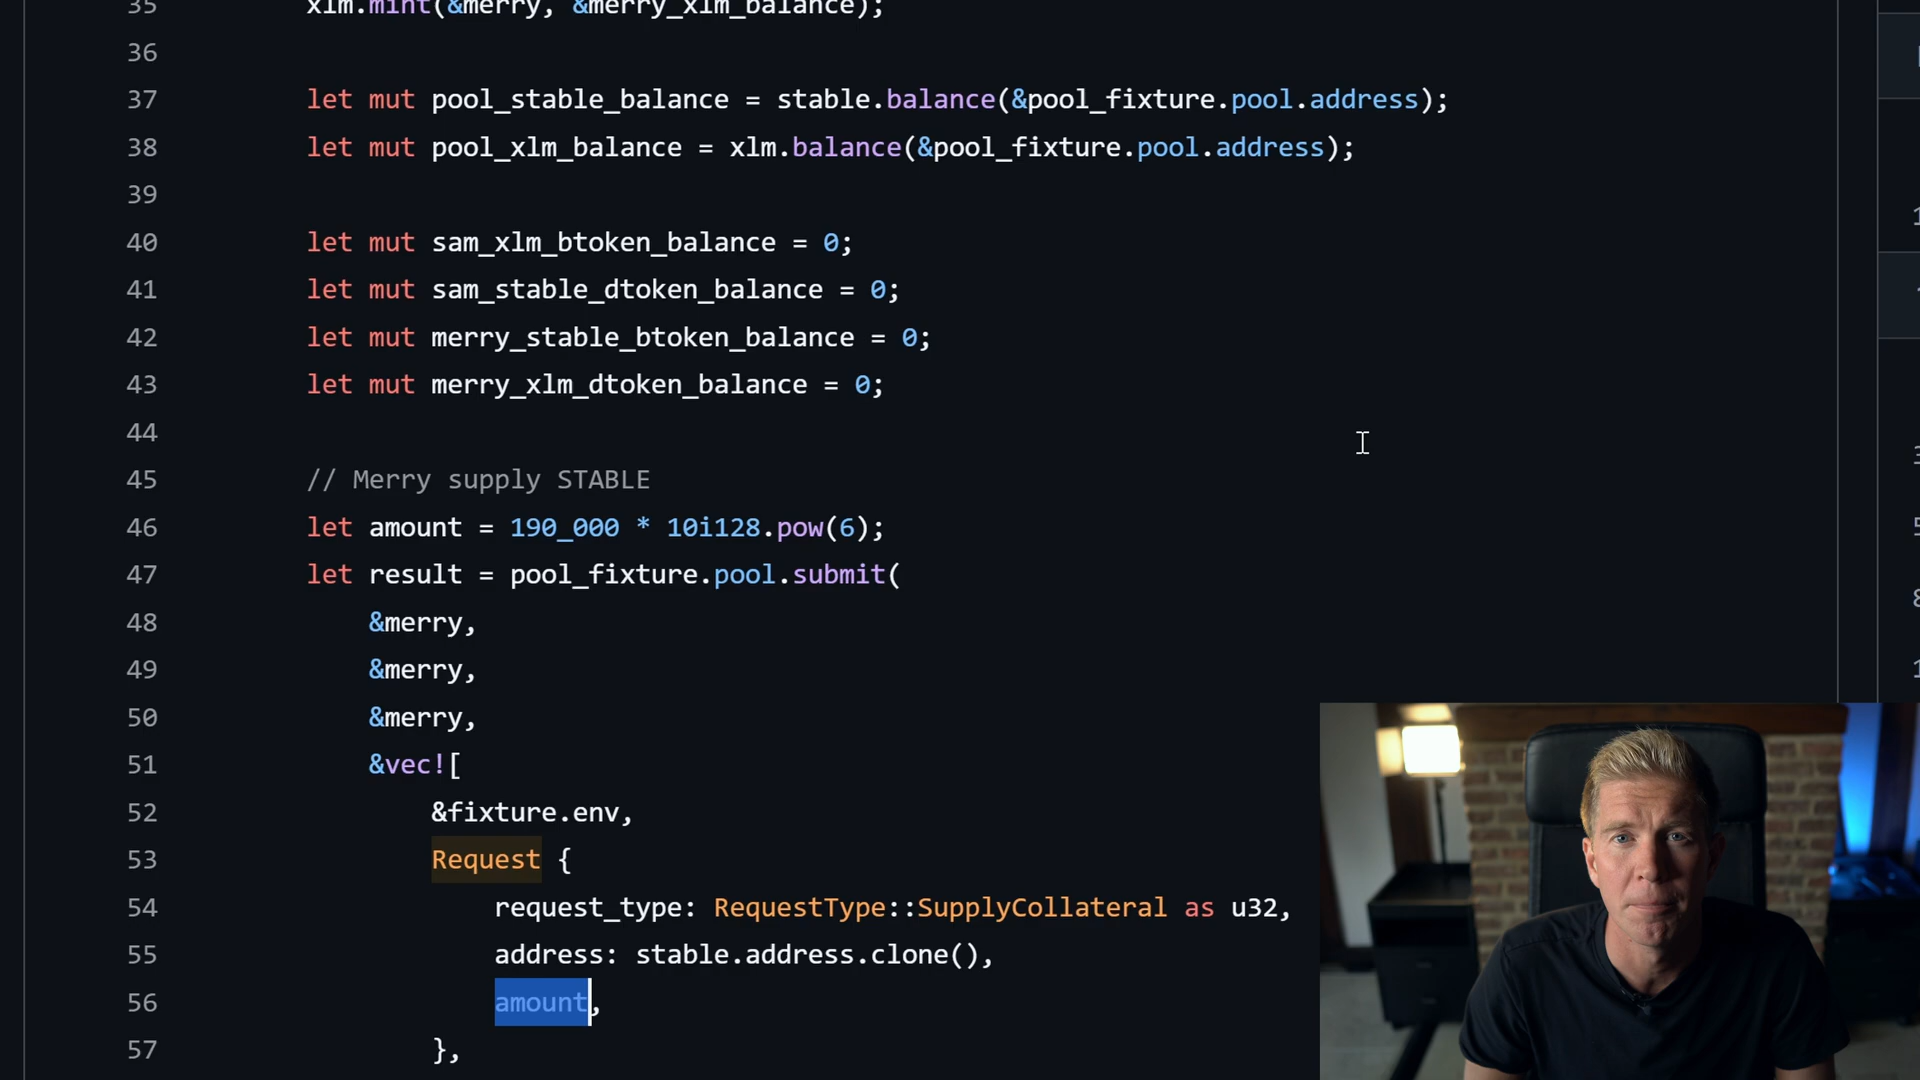 35 xlm.mint(&merry, &merry_xlm_balance);
36
37 let mut pool_stable_balance = stable.balance(&pool_fixture.pool.address);
38 let mut pool_xlm_balance = xlm.balance(&pool_fixture.pool.address);
39
40 let mut sam_xlm_btoken_balance = 0;
41 let mut sam_stable_dtoken_balance = 0;
42 let mut merry_stable_btoken_balance = 0;
43 let mut merry_xlm_dtoken_balance = 0;
44
45 // Merry supply STABLE
46 let amount = 190_000 * 10i128.pow(6);
47 let result = pool_fixture.pool.submit(
48 &merry,
49 &merry,
50 &merry,
51 &vec![
52 &fixture.env,
53 Request {
54 request_type: RequestType::SupplyCollateral as u32,
55 address: stable.address.clone(),
56 amount,
57 },